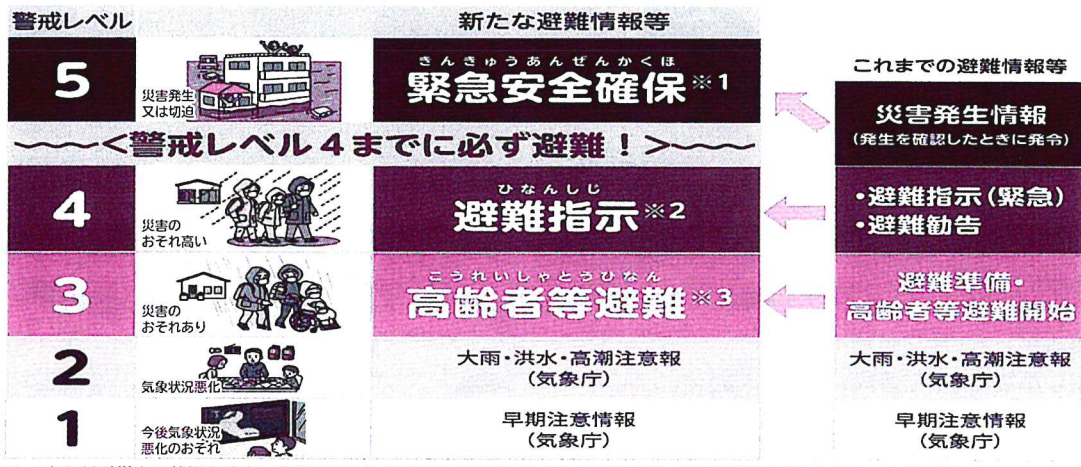 警戒レベル
新たな避難情報等
5
災害発生
又は切迫
きんきゅうあんぜんかくほ
緊急安全確保※1
〜〜〜<警戒レベル4までに必ず避難!>〜〜〜
4
災害の
おそれ高い
ひなんしじ
避難指示※2
3
災害の
おそれあり
こうれいしゃとうひなん
高齢者等避難※3
2
気象状況悪化
大雨・洪水・高潮注意報
(気象庁)
1
今後気象状況
悪化のおそれ
早期注意情報
(気象庁)
これまでの避難情報等
災害発生情報
(発生を確認したときに発令)
・避難指示(緊急)
・避難勧告
避難準備・
高齢者等避難開始
大雨・洪水・高潮注意報
(気象庁)
早期注意情報
(気象庁)